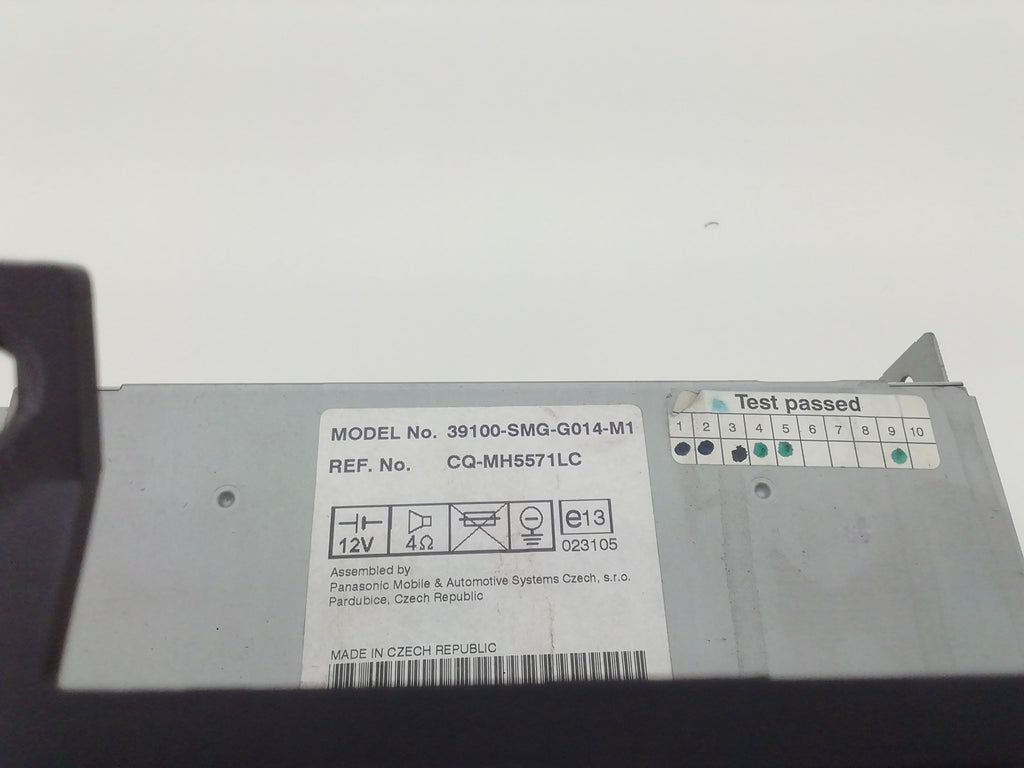 MODEL No. 39100-SMG-G014-M1
REF. No. CQ-MH5571LC
12V 4Ω e13
023105
Assembled by
Panasonic Mobile & Automotive Systems Czech, s.r.o.
Pardubice, Czech Republic
MADE IN CZECH REPUBLIC
Test passed
1 2 3 4 5 6 7 8 9 10